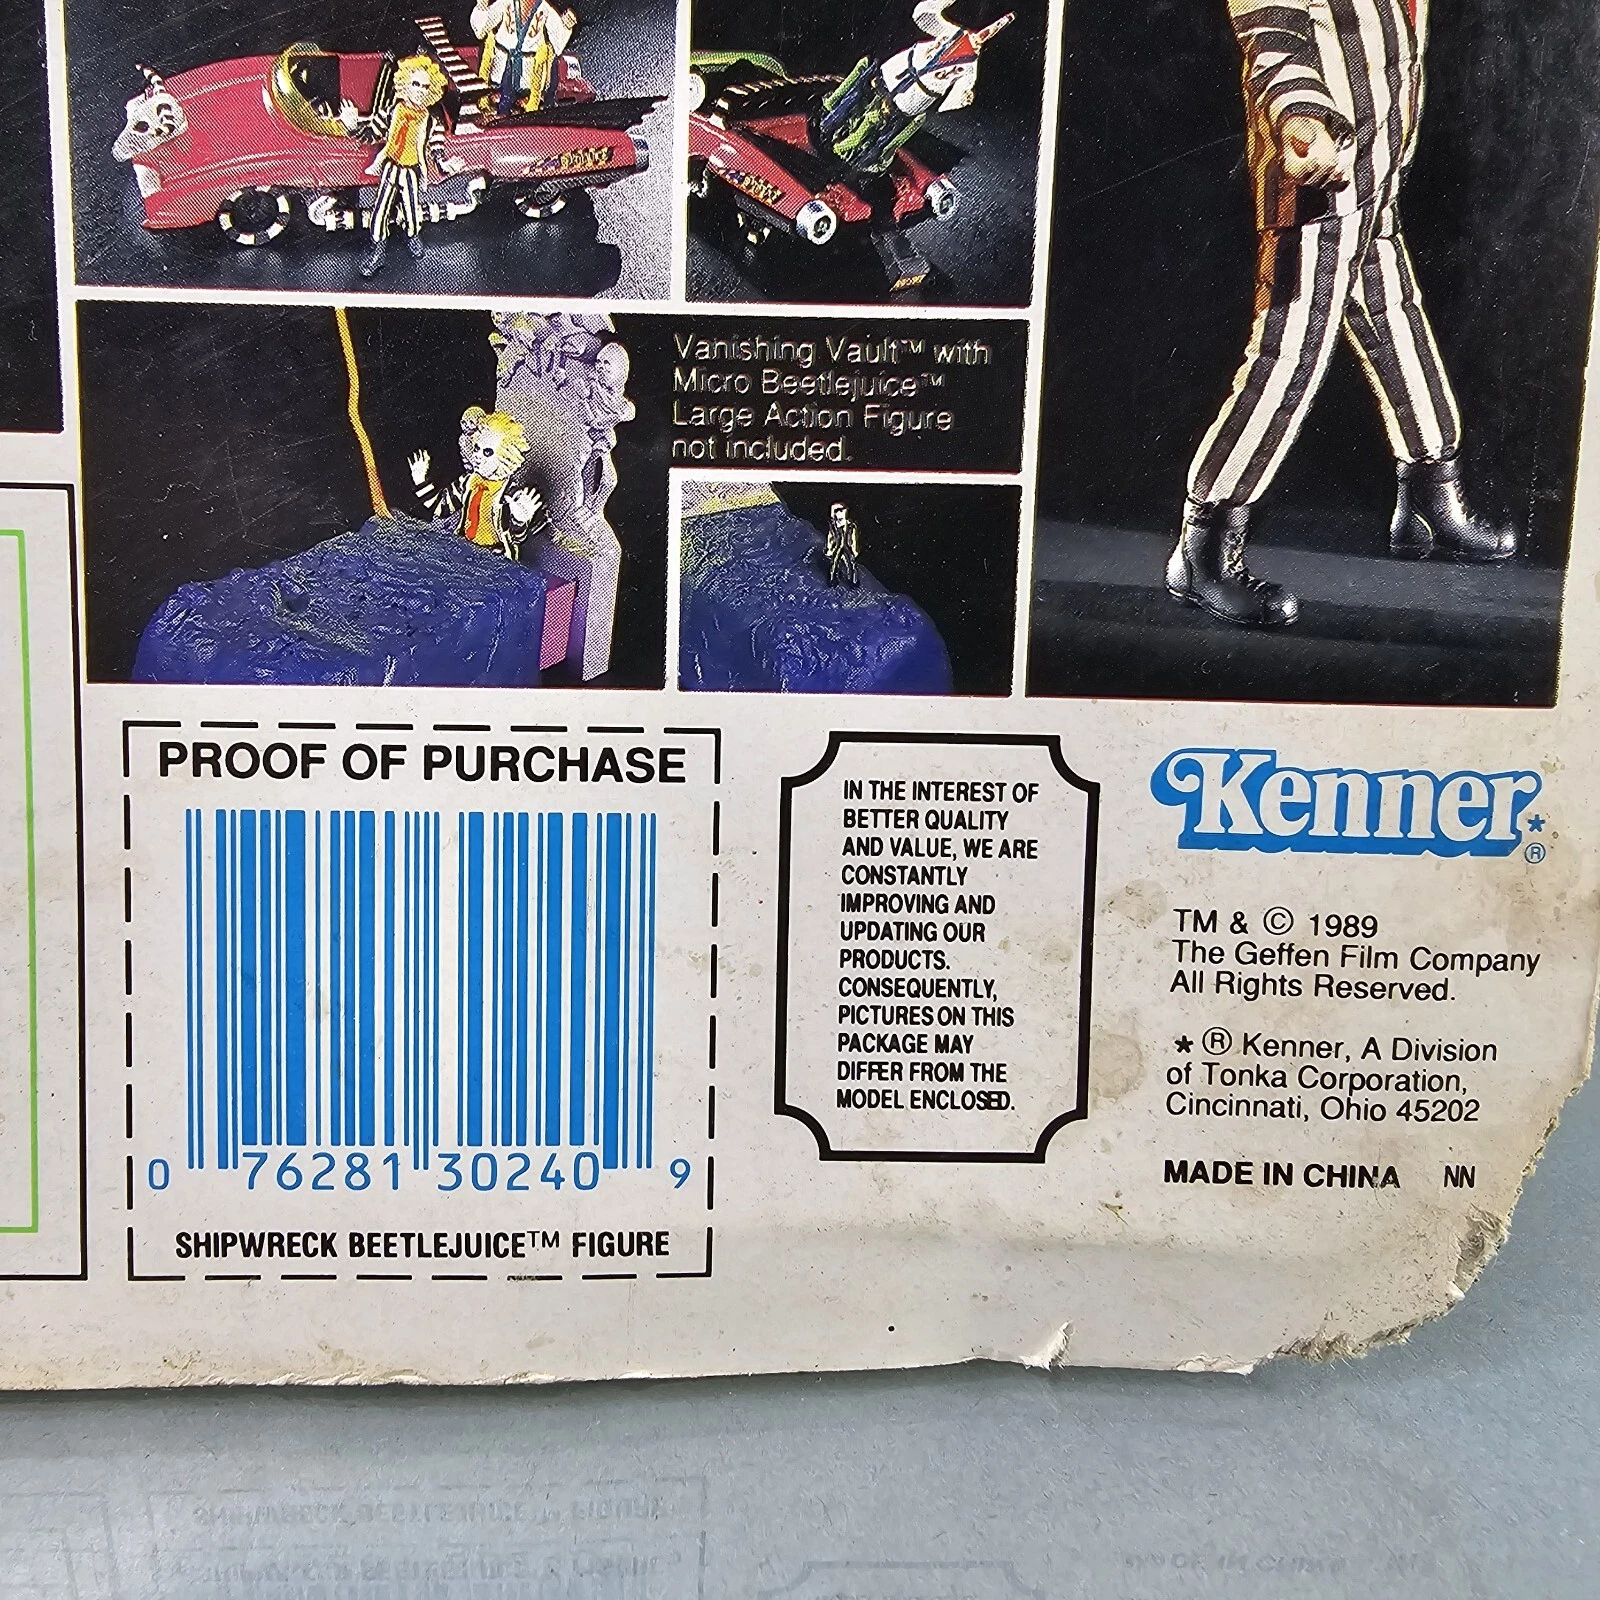 Vanishing Vault™ with
Micro Beetlejuice™
Large Action Figure
not included.
PROOF OF PURCHASE
0 76281 30240 9
SHIPWRECK BEETLEJUICE™ FIGURE
IN THE INTEREST OF
BETTER QUALITY
AND VALUE, WE ARE
CONSTANTLY
IMPROVING AND
UPDATING OUR
PRODUCTS.
CONSEQUENTLY,
PICTURES ON THIS
PACKAGE MAY
DIFFER FROM THE
MODEL ENCLOSED.
Kenner★®
TM & © 1989
The Geffen Film Company
All Rights Reserved.
★ ® Kenner, A Division
of Tonka Corporation,
Cincinnati, Ohio 45202
MADE IN CHINA NN